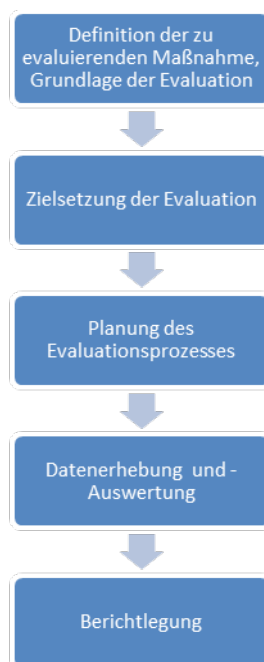 Definition der zu
evaluierenden Maßnahme,
Grundlage der Evaluation
Zielsetzung der Evaluation
Planung des
Evaluationsprozesses
Datenerhebung und -
Auswertung
Berichtlegung